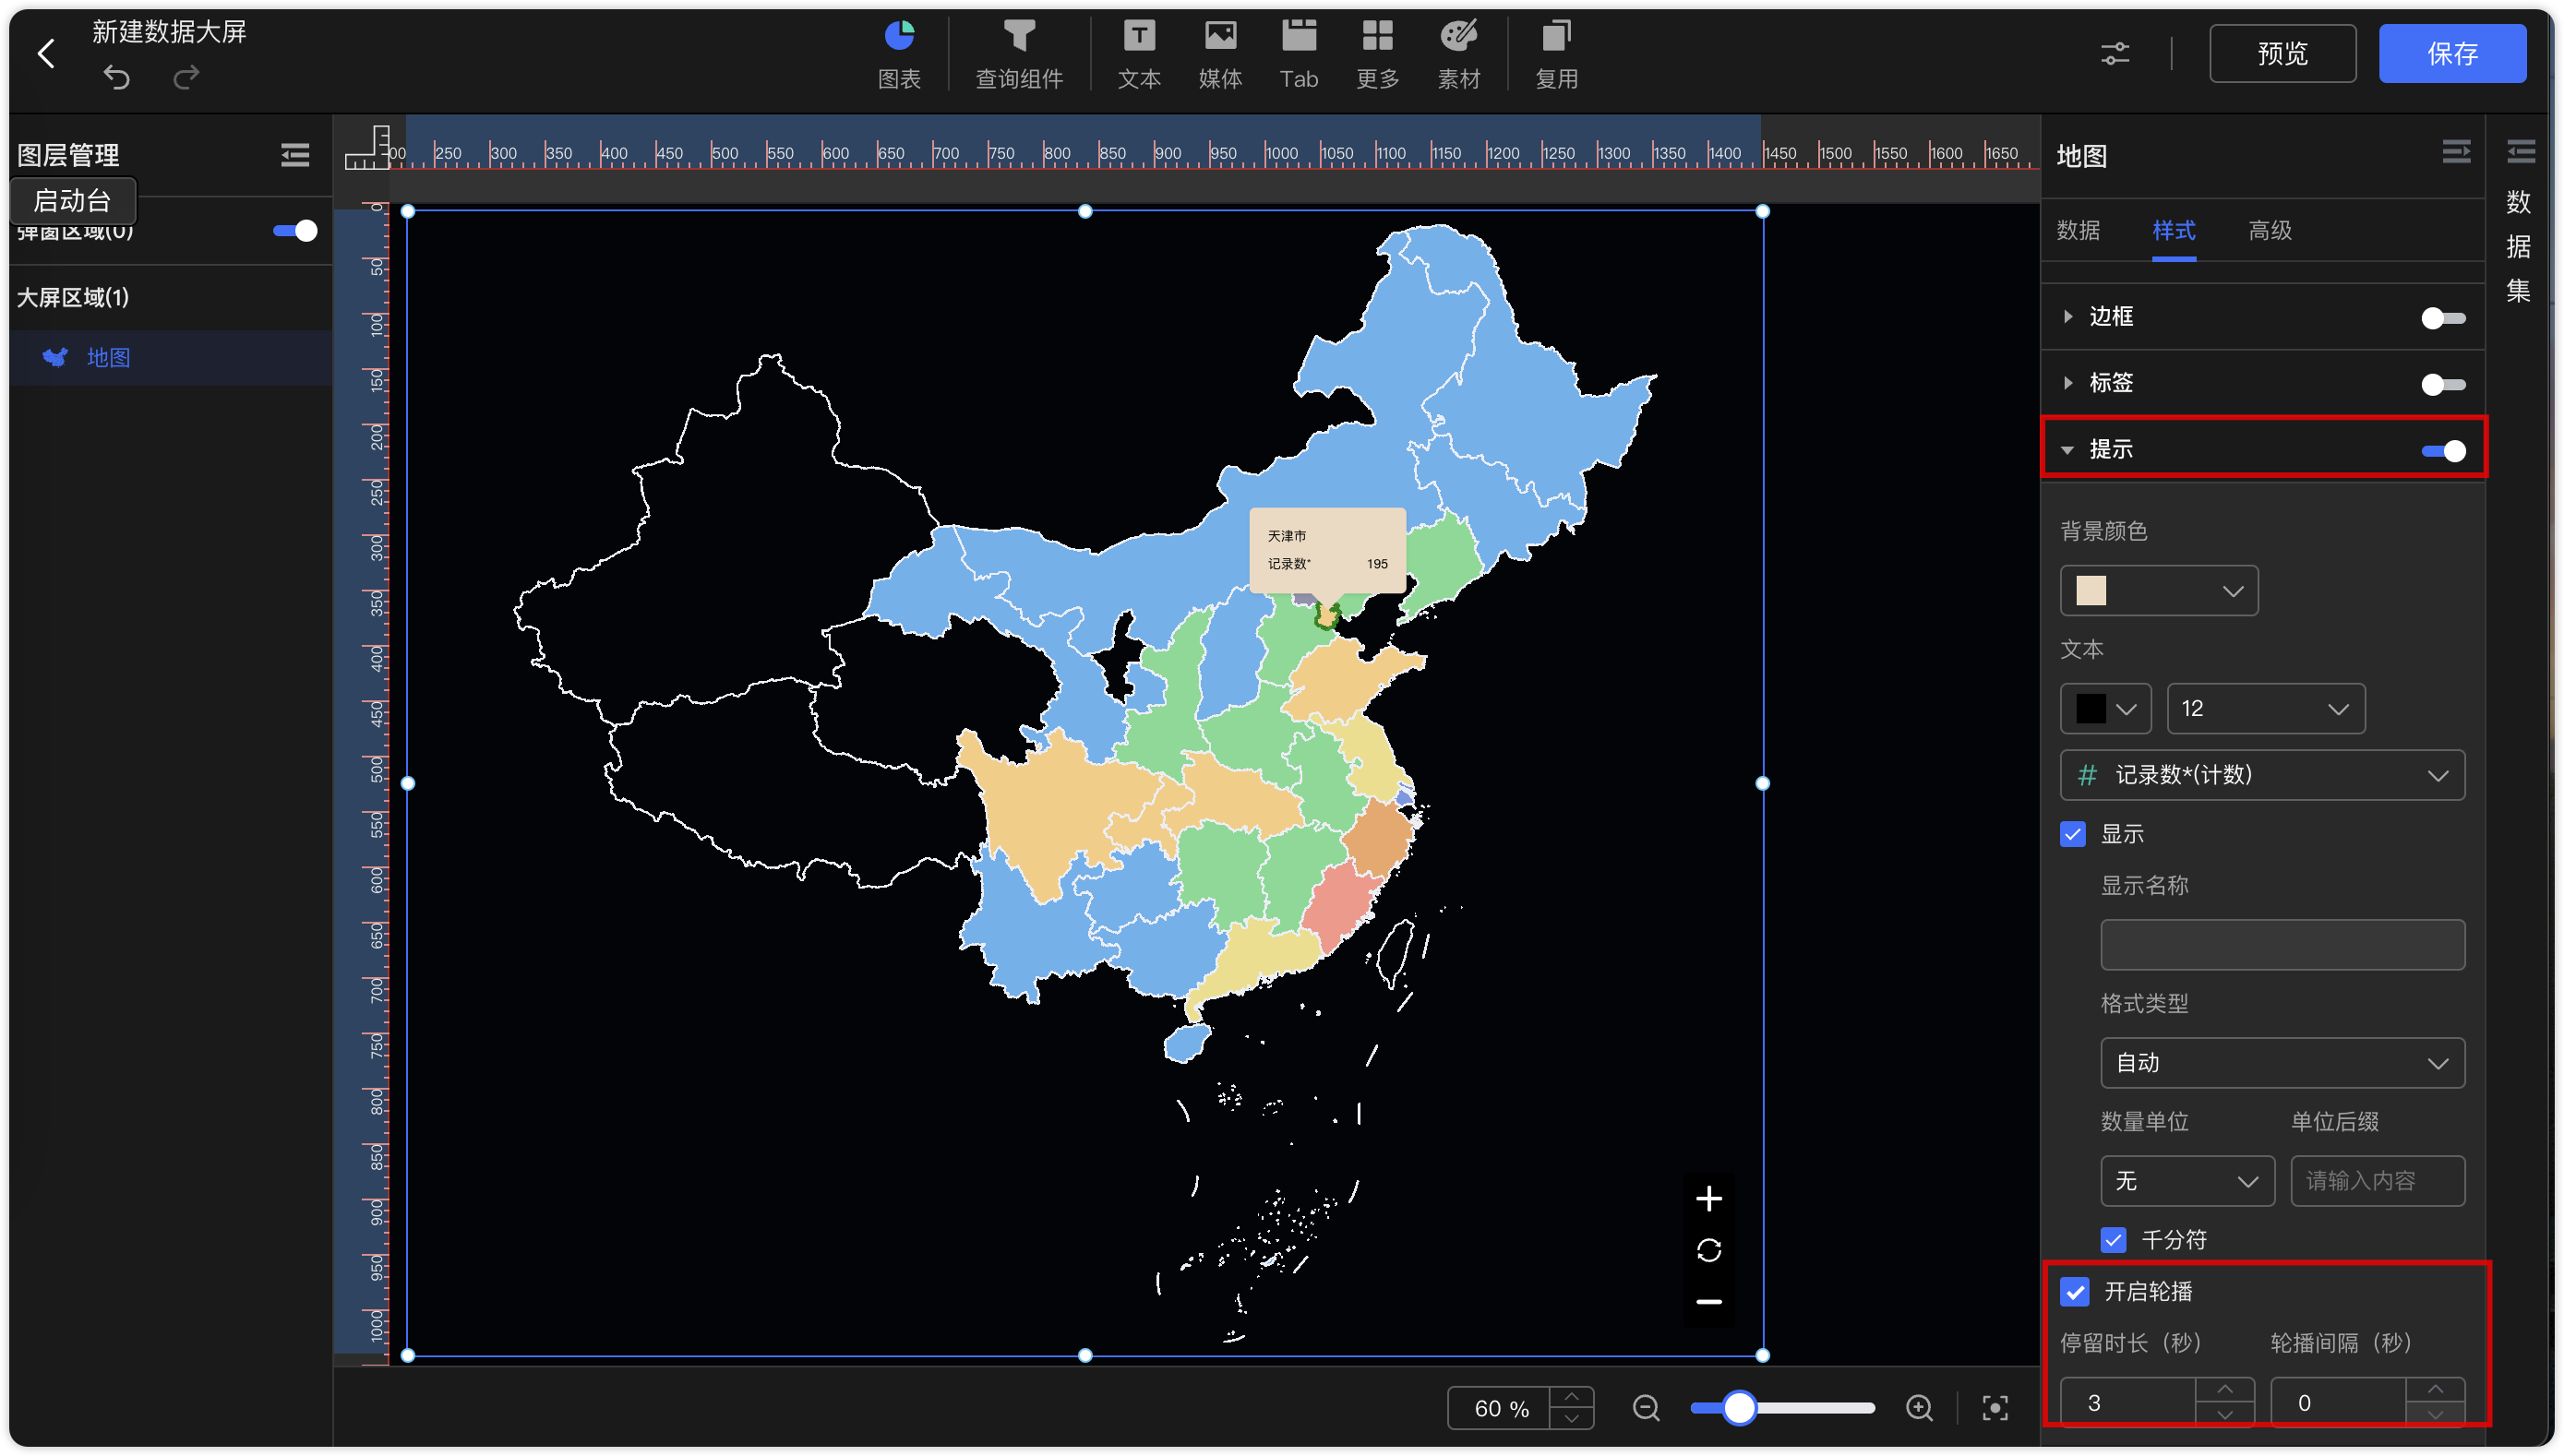 新建数据大屏
图表
查询组件
文本
媒体
Tab
更多
素材
复用
预览
保存
图层管理
启动台
弹窗区域(0)
大屏区域(1)
地图
00 250 300 350 400 450 500 550 600 650 700 750 800 850 900 950 1000 1050 1100 1150 1200 1250 1300 1350 1400 1450 1500 1550 1600 1650
0
50
100
150
200
250
300
350
400
450
500
550
600
650
700
750
800
850
900
950
1000
天津市
记录数* 195
60 %
地图
数据 样式 高级
边框
标签
提示
背景颜色
文本
12
# 记录数*(计数)
显示
显示名称
格式类型
自动
数量单位 单位后缀
无 请输入内容
千分符
开启轮播
停留时长（秒） 轮播间隔（秒）
3 0
数
据
集